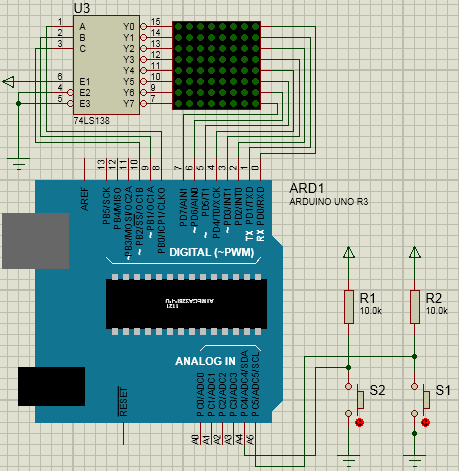 U3
1 A Y0 15
2 B Y1 14
3 C Y2 13
Y3 12
Y4 11
6 E1 Y5 10
4 E2 Y6 9
5 E3 Y7 7
74LS138
13 12 11 10 9 8 7 6 5 4 3 2 1 0
AREF
PB5/SCK
PB4/MISO
~PB3/MOSI/OC2A
~PB2/SS/OC1B
~PB1/OC1A
PB0/ICP1/CLKO
PD7/AIN1
~PD6/AIN0
~PD5/T1
PD4/T0/XCK
~PD3/INT1
PD2/INT0
TX PD1/TXD
RX PD0/RXD
ARD1
ARDUINO UNO R3
DIGITAL (~PWM)
1121
R1
10.0k
R2
10.0k
ANALOG IN
RESET
PC0/ADC0
PC1/ADC1
PC2/ADC2
PC3/ADC3
PC4/ADC4/SDA
PC5/ADC5/SCL
A0 A1 A2 A3 A4 A5
S2
S1